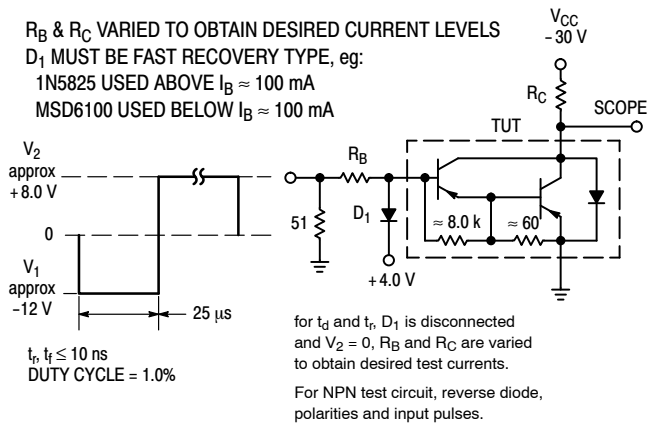 R_B & R_C VARIED TO OBTAIN DESIRED CURRENT LEVELS
D_1 MUST BE FAST RECOVERY TYPE, eg:
1N5825 USED ABOVE I_B ≈ 100 mA
MSD6100 USED BELOW I_B ≈ 100 mA
V_CC
- 30 V
R_C
SCOPE
TUT
V_2
approx
+8.0 V
0
V_1
approx
-12 V
25 μs
t_r, t_f ≤ 10 ns
DUTY CYCLE = 1.0%
R_B
51
D_1
+4.0 V
≈ 8.0 k
≈ 60
for t_d and t_r, D_1 is disconnected
and V_2 = 0, R_B and R_C are varied
to obtain desired test currents.
For NPN test circuit, reverse diode,
polarities and input pulses.